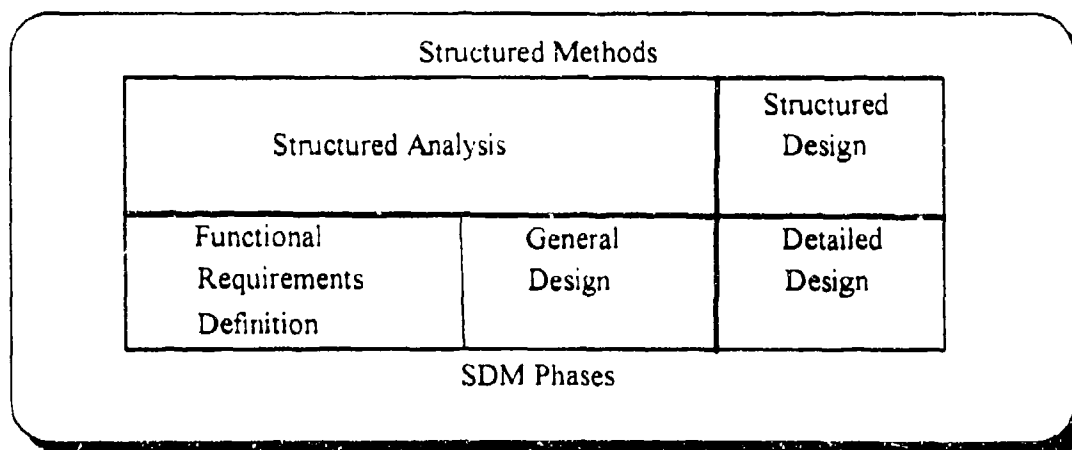 Structured Methods
Structured Analysis
Structured
Design
Functional
Requirements
Definition
General
Design
Detailed
Design
SDM Phases